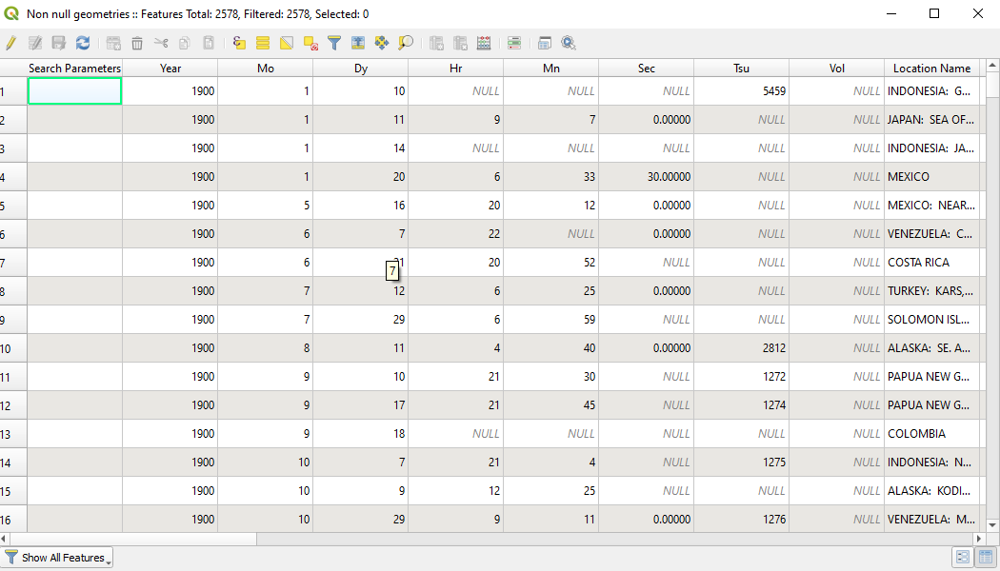 Non null geometries :: Features Total: 2578, Filtered: 2578, Selected: 0
Search Parameters Year Mo Dy Hr Mn Sec Tsu Vol Location Name
1 1900 1 10 NULL NULL NULL 5459 NULL INDONESIA: G...
2 1900 1 11 9 7 0.00000 NULL NULL JAPAN: SEA OF...
3 1900 1 14 NULL NULL NULL NULL NULL INDONESIA: JA...
4 1900 1 20 6 33 30.00000 NULL NULL MEXICO
5 1900 5 16 20 12 0.00000 NULL NULL MEXICO: NEAR...
6 1900 6 7 22 NULL 0.00000 NULL NULL VENEZUELA: C...
7 1900 6 21 20 52 NULL NULL NULL COSTA RICA
7
8 1900 7 12 6 25 0.00000 NULL NULL TURKEY: KARS,...
9 1900 7 29 6 59 NULL NULL NULL SOLOMON ISL...
10 1900 8 11 4 40 0.00000 2812 NULL ALASKA: SE. A...
11 1900 9 10 21 30 NULL 1272 NULL PAPUA NEW G...
12 1900 9 17 21 45 NULL 1274 NULL PAPUA NEW G...
13 1900 9 18 NULL NULL NULL NULL NULL COLOMBIA
14 1900 10 7 21 4 NULL 1275 NULL INDONESIA: N...
15 1900 10 9 12 25 NULL NULL NULL ALASKA: KODI...
16 1900 10 29 9 11 0.00000 1276 NULL VENEZUELA: M...
Show All Features